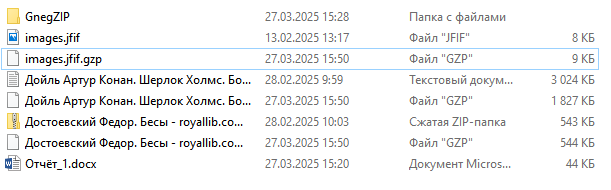 GnegZIP 27.03.2025 15:28 Папка с файлами
images.jfif 13.02.2025 13:17 Файл "JFIF" 8 КБ
images.jfif.gzp 27.03.2025 15:50 Файл "GZP" 9 КБ
Дойль Артур Конан. Шерлок Холмс. Бо... 28.02.2025 9:59 Текстовый докум... 3 024 КБ
Дойль Артур Конан. Шерлок Холмс. Бо... 27.03.2025 15:50 Файл "GZP" 1 827 КБ
Достоевский Федор. Бесы - royallib.co... 28.02.2025 10:03 Сжатая ZIP-папка 543 КБ
Достоевский Федор. Бесы - royallib.co... 27.03.2025 15:50 Файл "GZP" 544 КБ
Отчёт_1.docx 27.03.2025 15:20 Документ Micros... 44 КБ